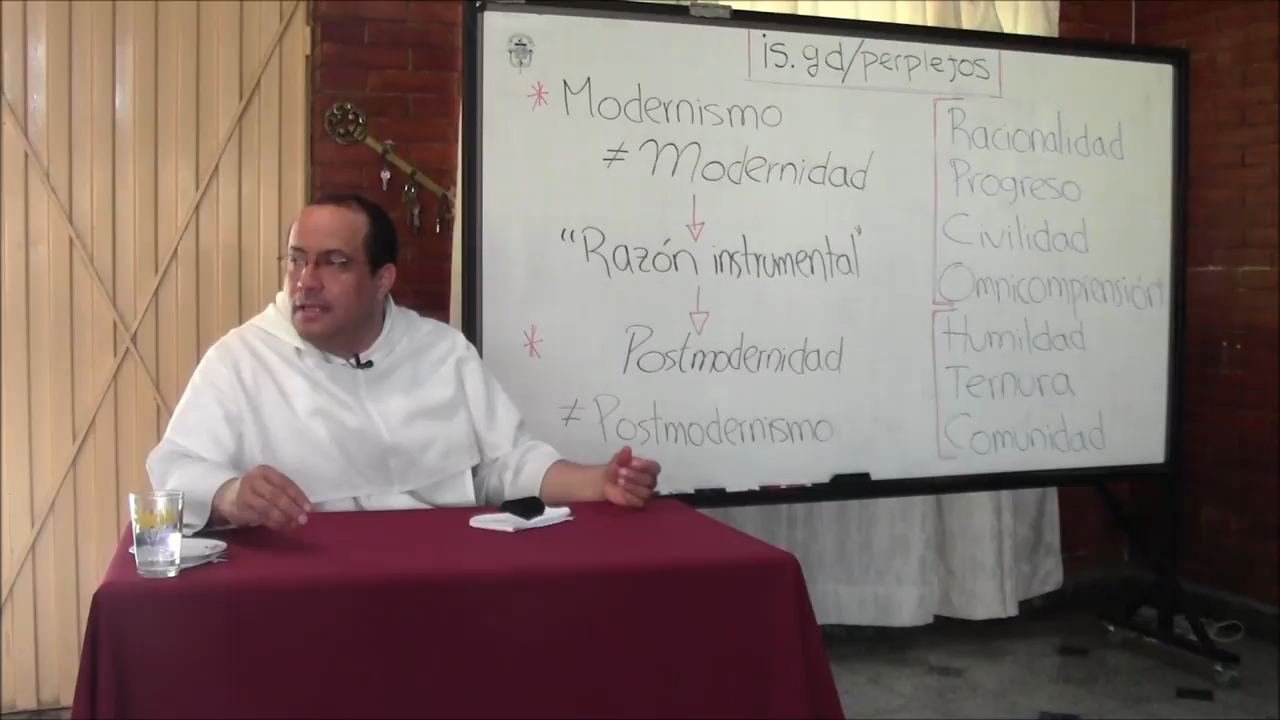 is.gd/perplejos
* Modernismo
≠ Modernidad
"Razón instrumental"
* Postmodernidad
≠ Postmodernismo
Racionalidad
Progreso
Civilidad
Omnicomprensión
Humildad
Ternura
Comunidad